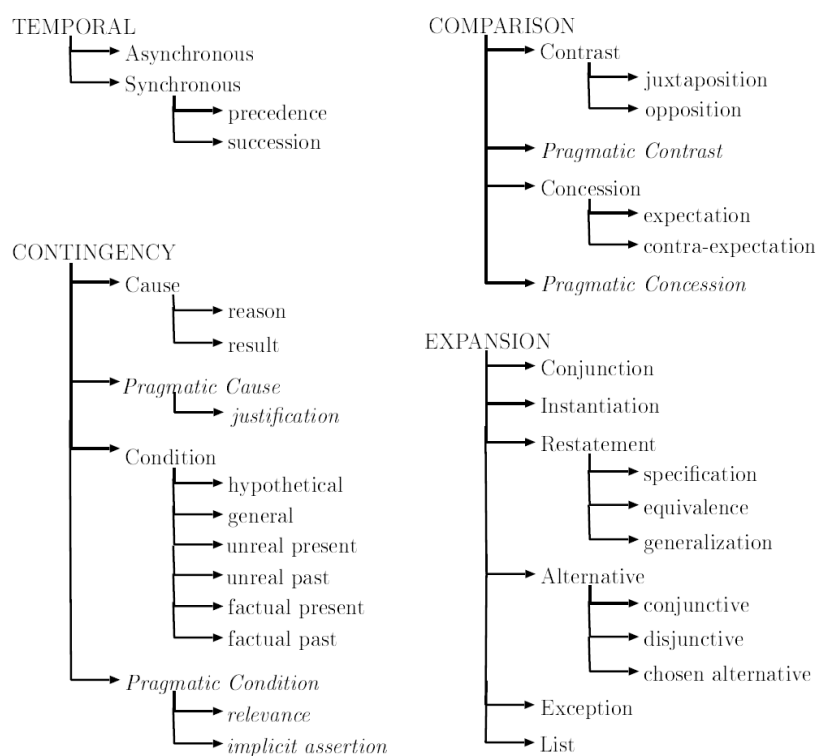 TEMPORAL
Asynchronous
Synchronous
precedence
succession
CONTINGENCY
Cause
reason
result
Pragmatic Cause
justification
Condition
hypothetical
general
unreal present
unreal past
factual present
factual past
Pragmatic Condition
relevance
implicit assertion
COMPARISON
Contrast
juxtaposition
opposition
Pragmatic Contrast
Concession
expectation
contra-expectation
Pragmatic Concession
EXPANSION
Conjunction
Instantiation
Restatement
specification
equivalence
generalization
Alternative
conjunctive
disjunctive
chosen alternative
Exception
List